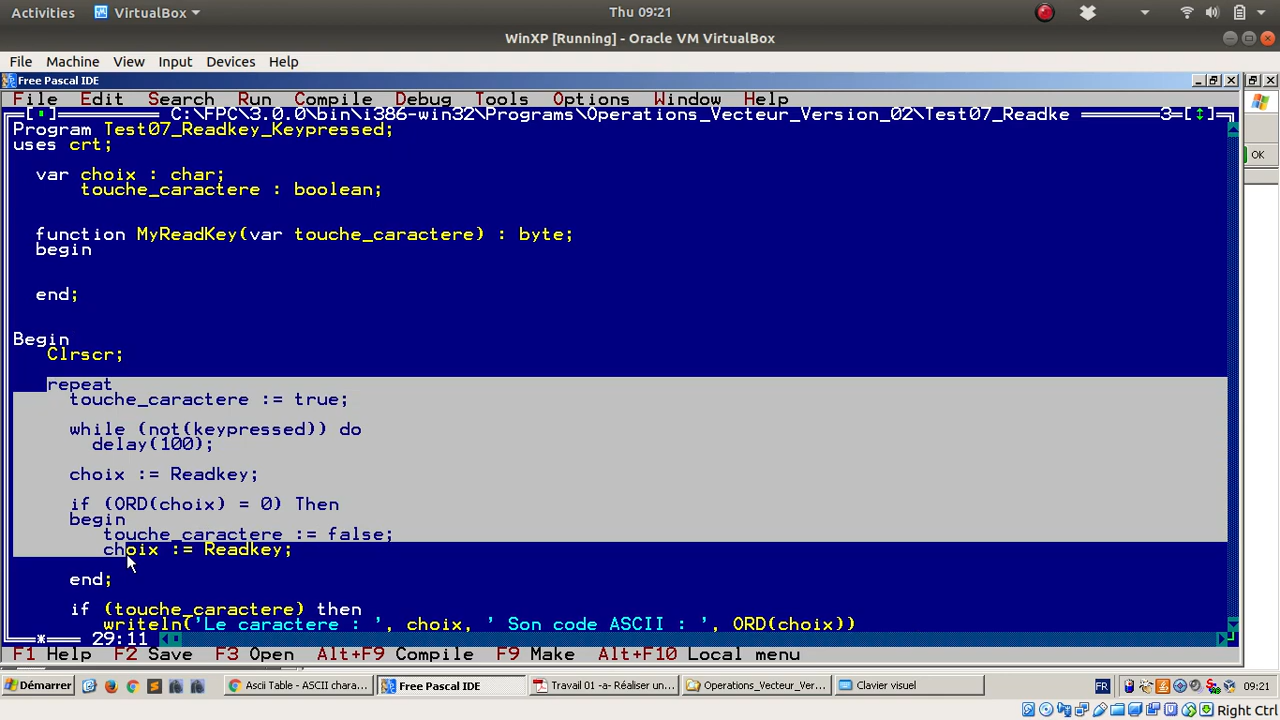 Activities VirtualBox Thu 09:21
WinXP [Running] - Oracle VM VirtualBox
File Machine View Input Devices Help
Free Pascal IDE
File Edit Search Run Compile Debug Tools Options Window Help
C:\FPC\3.0.0\bin\i386-win32\Programs\Operations_Vecteur_Version_02\Test07_Readke 3
Program Test07_Readkey_Keypressed;
uses crt;
var choix : char;
touche_caractere : boolean;
function MyReadKey(var touche_caractere) : byte;
begin
end;
Begin
Clrscr;
repeat
touche_caractere := true;
while (not(keypressed)) do
delay(100);
choix := Readkey;
if (ORD(choix) = 0) Then
begin
touche_caractere := false;
choix := Readkey;
end;
if (touche_caractere) then
writeln('Le caractere : ', choix, ' Son code ASCII : ', ORD(choix))
29:11
F1 Help F2 Save F3 Open Alt+F9 Compile F9 Make Alt+F10 Local menu
OK
Démarrer Ascii Table - ASCII chara... Free Pascal IDE Travail 01 -a- Réaliser un... Operations_Vecteur_Ver... Clavier visuel FR 09:21
Right Ctrl